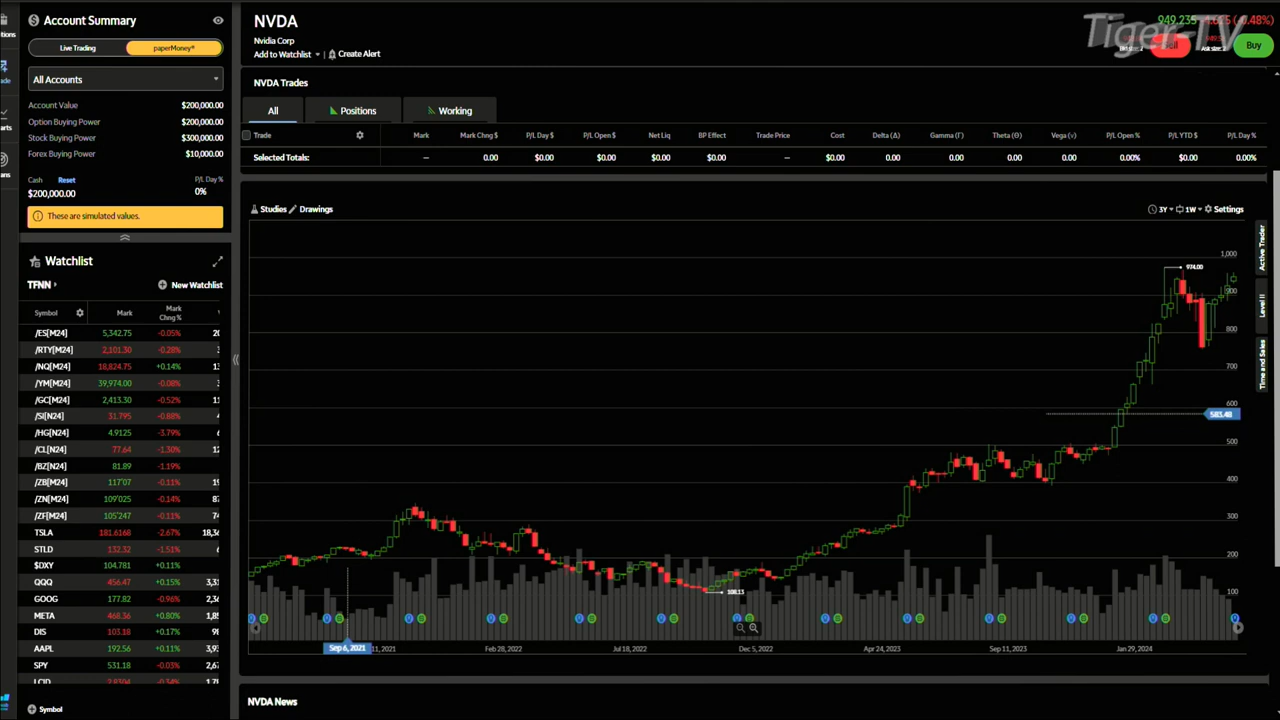 Account Summary
Live Trading
paperMoney®
All Accounts
Account Value $200,000.00
Option Buying Power $200,000.00
Stock Buying Power $300,000.00
Forex Buying Power $10,000.00
Cash Reset P/L Day %
$200,000.00 0%
These are simulated values.
Watchlist
TFNN New Watchlist
Symbol Mark Mark Chng %
/ES[M24] 5,342.75 -0.05%
/RTY[M24] 2,101.30 -0.28%
/NQ[M24] 18,824.75 +0.14%
/YM[M24] 39,974.00 -0.08%
/GC[M24] 2,413.30 -0.52%
/SI[N24] 31.795 -0.88%
/HG[N24] 4.9125 -3.79%
/CL[N24] 77.64 -1.30%
/BZ[N24] 81.89 -1.19%
/ZB[M24] 117'07 -0.11%
/ZN[M24] 109'025 -0.14%
/ZF[M24] 105'247 -0.11%
TSLA 181.6168 -2.67%
STLD 132.32 -1.51%
$DXY 104.781 +0.11%
QQQ 456.47 +0.15%
GOOG 177.82 -0.96%
META 468.36 +0.80%
DIS 103.18 +0.17%
AAPL 192.56 +0.11%
SPY 531.18 -0.03%
Symbol
NVDA
Nvidia Corp
Add to Watchlist Create Alert
949.235
Tiger-TV
Buy
NVDA Trades
All Positions Working
Trade Mark Mark Chng $ P/L Day $ P/L Open $ Net Liq BP Effect Trade Price Cost Delta (Δ) Gamma (Γ) Theta (Θ) Vega (ν) P/L Open % P/L YTD $ P/L Day %
Selected Totals: -- 0.00 $0.00 $0.00 $0.00 $0.00 -- $0.00 0.00 0.00 0.00 0.00 0.00% $0.00 0.00%
Studies Drawings 3Y 1W Settings
1,000
974.00
900
800
700
600
583.48
500
400
300
200
100
Sep 6, 2021
Feb 28, 2022 Jul 18, 2022 Dec 5, 2022 Apr 24, 2023 Sep 11, 2023 Jan 29, 2024
Active Trader
Level II
Time and Sales
NVDA News